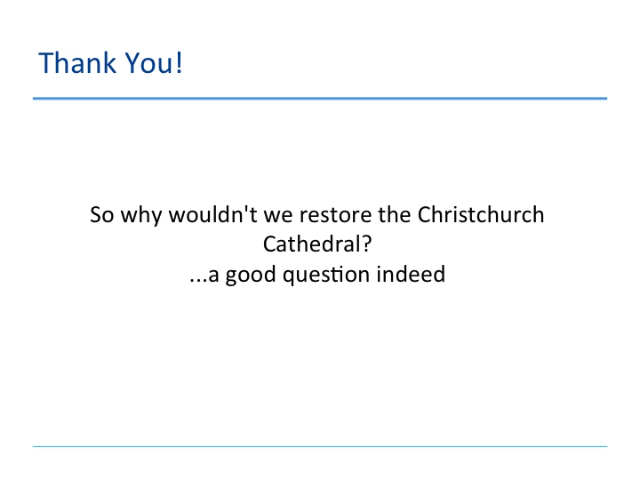 Thank You!
So why wouldn't we restore the Christchurch
Cathedral?
...a good question indeed